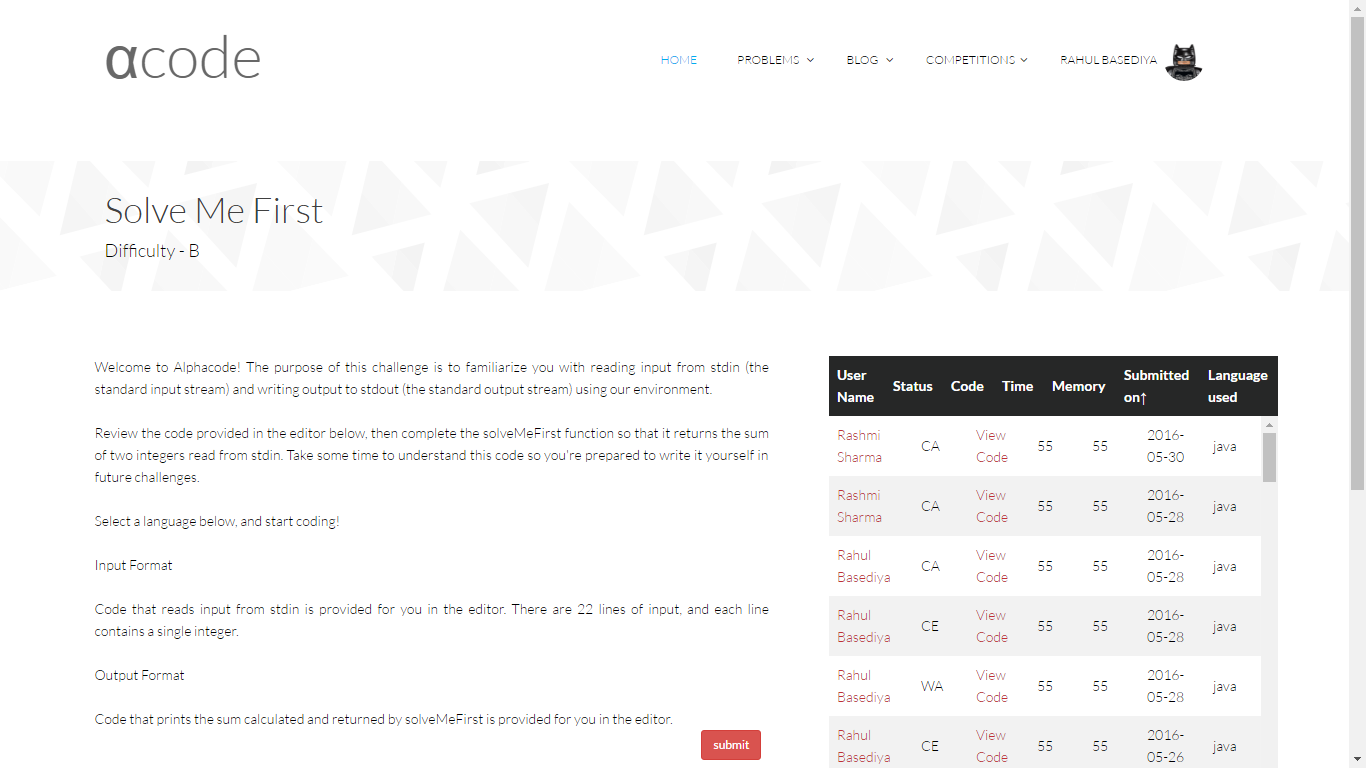 αcode
HOME PROBLEMS BLOG COMPETITIONS RAHUL BASEDIYA
Solve Me First
Difficulty - B
Welcome to Alphacode! The purpose of this challenge is to familiarize you with reading input from stdin (the
standard input stream) and writing output to stdout (the standard output stream) using our environment.
Review the code provided in the editor below, then complete the solveMeFirst function so that it returns the sum
of two integers read from stdin. Take some time to understand this code so you're prepared to write it yourself in
future challenges.
Select a language below, and start coding!
Input Format
Code that reads input from stdin is provided for you in the editor. There are 22 lines of input, and each line
contains a single integer.
Output Format
Code that prints the sum calculated and returned by solveMeFirst is provided for you in the editor.
submit
User Submitted Language
Name Status Code Time Memory on↑ used
Rashmi View 2016-
Sharma CA Code 55 55 05-30 java
Rashmi View 2016-
Sharma CA Code 55 55 05-28 java
Rahul View 2016-
Basediya CA Code 55 55 05-28 java
Rahul View 2016-
Basediya CE Code 55 55 05-28 java
Rahul View 2016-
Basediya WA Code 55 55 05-28 java
Rahul View 2016-
Basediya CE Code 55 55 05-26 java